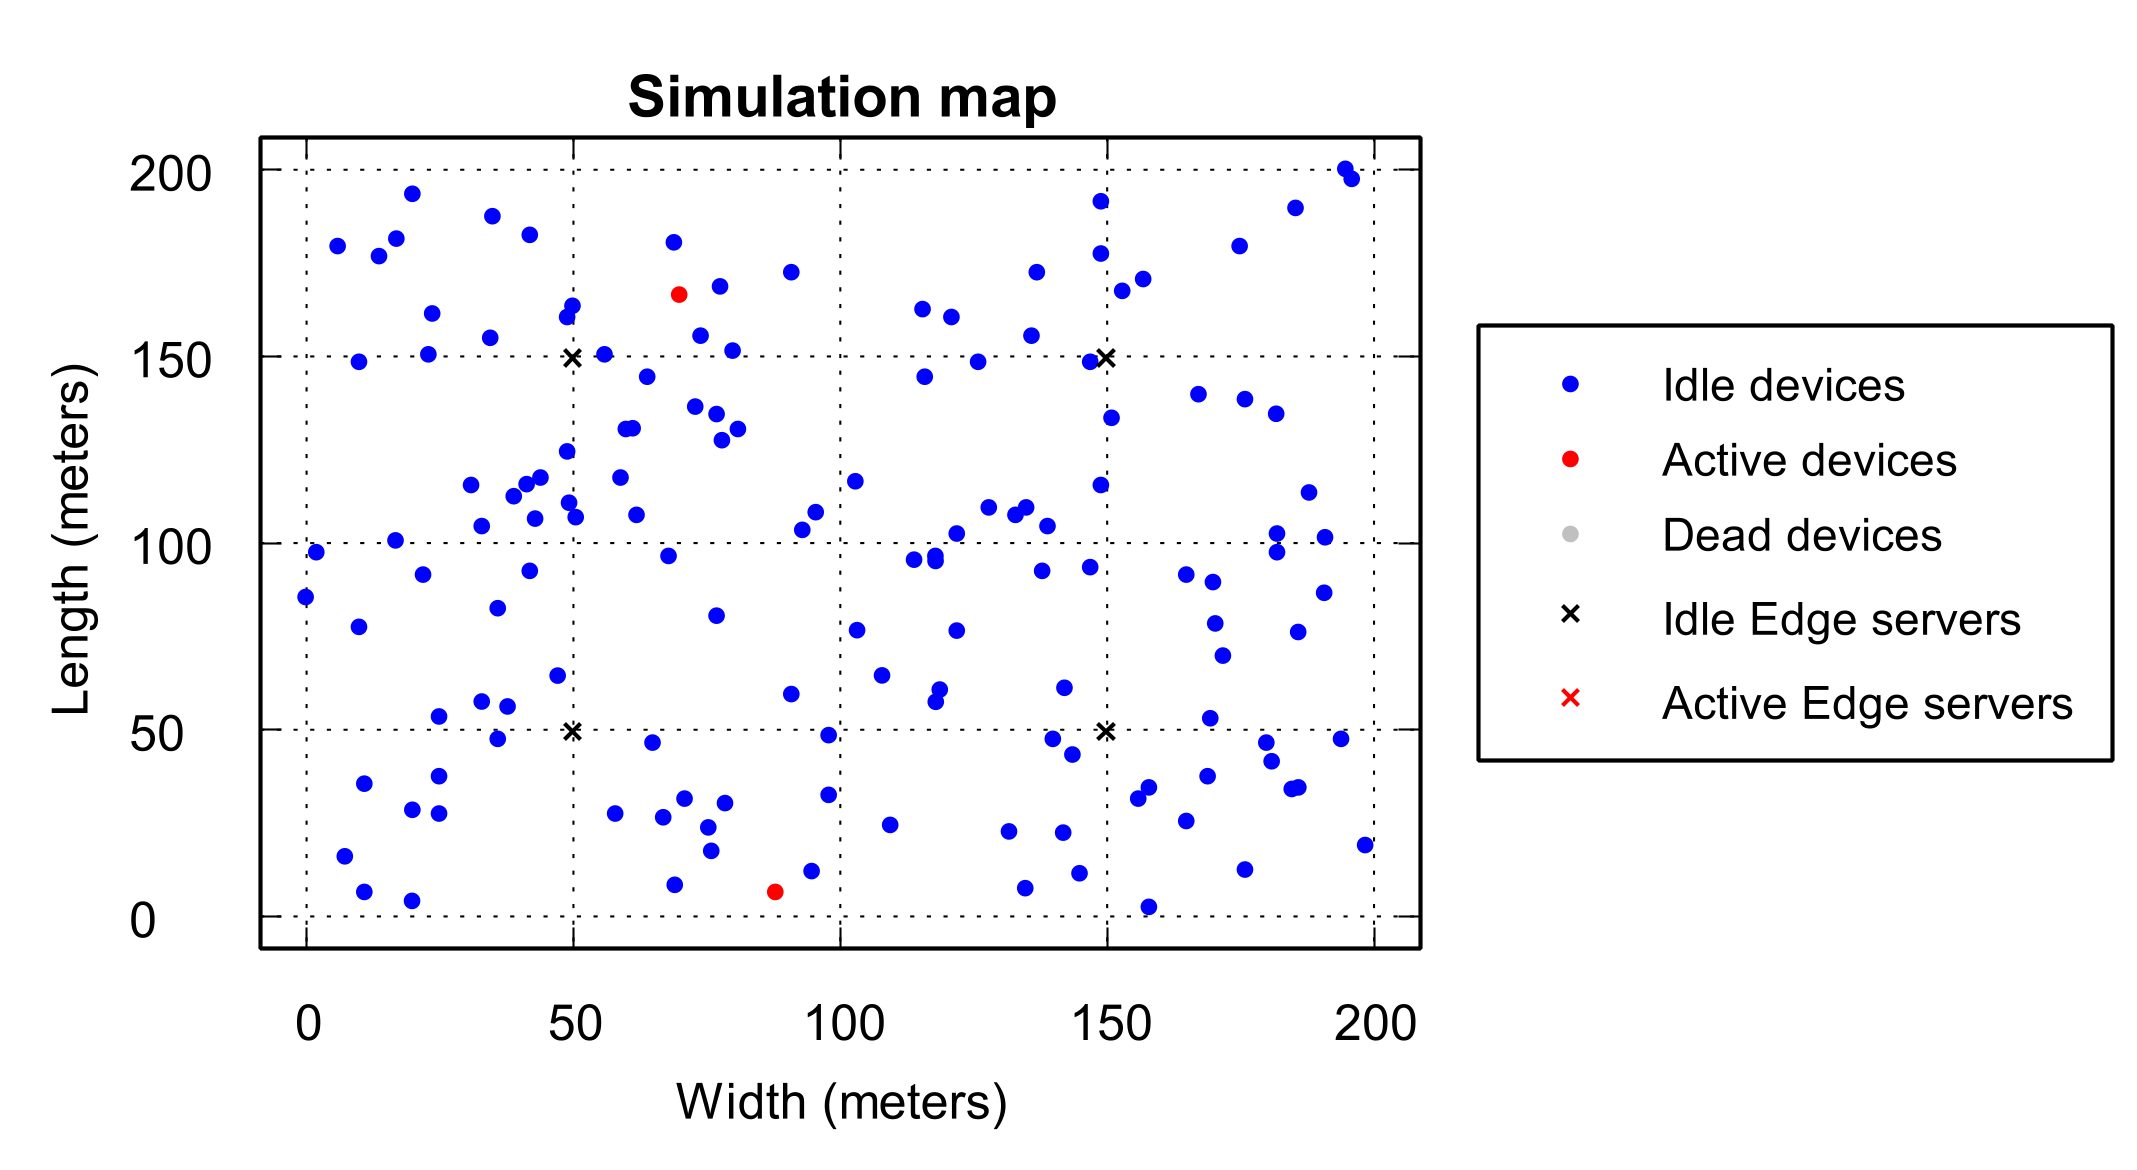 Simulation map
200
150
100
50
0
Length (meters)
0 50 100 150 200
Width (meters)
Idle devices
Active devices
Dead devices
Idle Edge servers
Active Edge servers